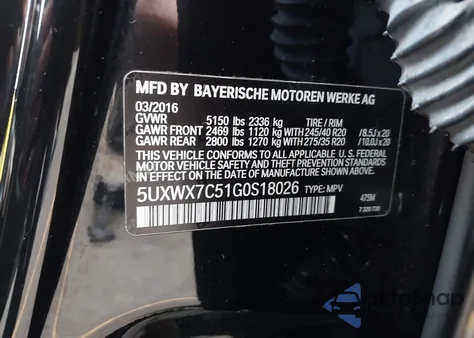 MFD BY BAYERISCHE MOTOREN WERKE AG
03/2016
GVWR 5150 lbs 2336 kg TIRE / RIM
GAWR FRONT 2469 lbs 1120 kg WITH 245/40 R20 / 8.5J x 20
GAWR REAR 2800 lbs 1270 kg WITH 275/35 R20 / 10.0J x 20
THIS VEHICLE CONFORMS TO ALL APPLICABLE U.S. FEDERAL
MOTOR VEHICLE SAFETY AND THEFT PREVENTION STANDARDS
IN EFFECT ON THE DATE OF MANUFACTURE SHOWN ABOVE.
5UXWX7C51G0S18026 TYPE: MPV
475M
autoSnap